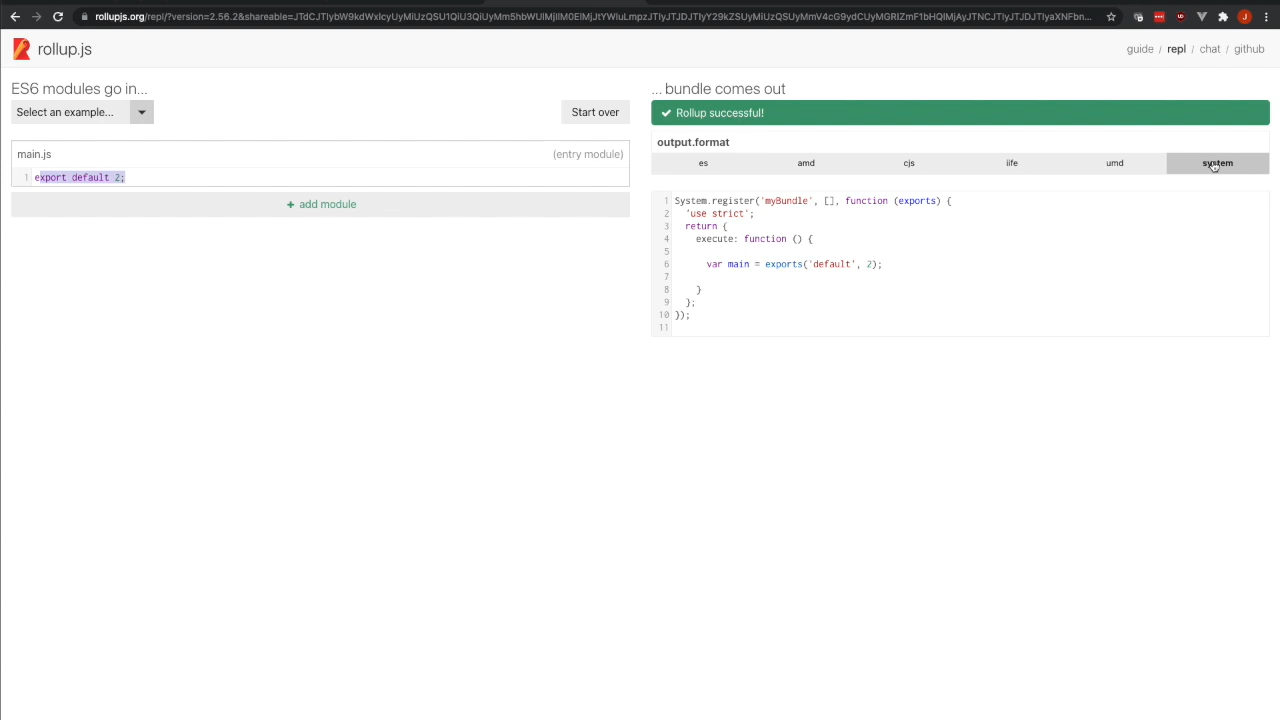 rollupjs.org/repl/?version=2.56.2&shareable=
J
rollup.js
guide / repl / chat / github
ES6 modules go in...
Select an example...
Start over
main.js
(entry module)
1 export default 2;
+ add module
... bundle comes out
✓ Rollup successful!
output.format
es amd cjs iife umd system
1 System.register('myBundle', [], function (exports) {
2 'use strict';
3 return {
4 execute: function () {
5
6 var main = exports('default', 2);
7
8 }
9 };
10 });
11